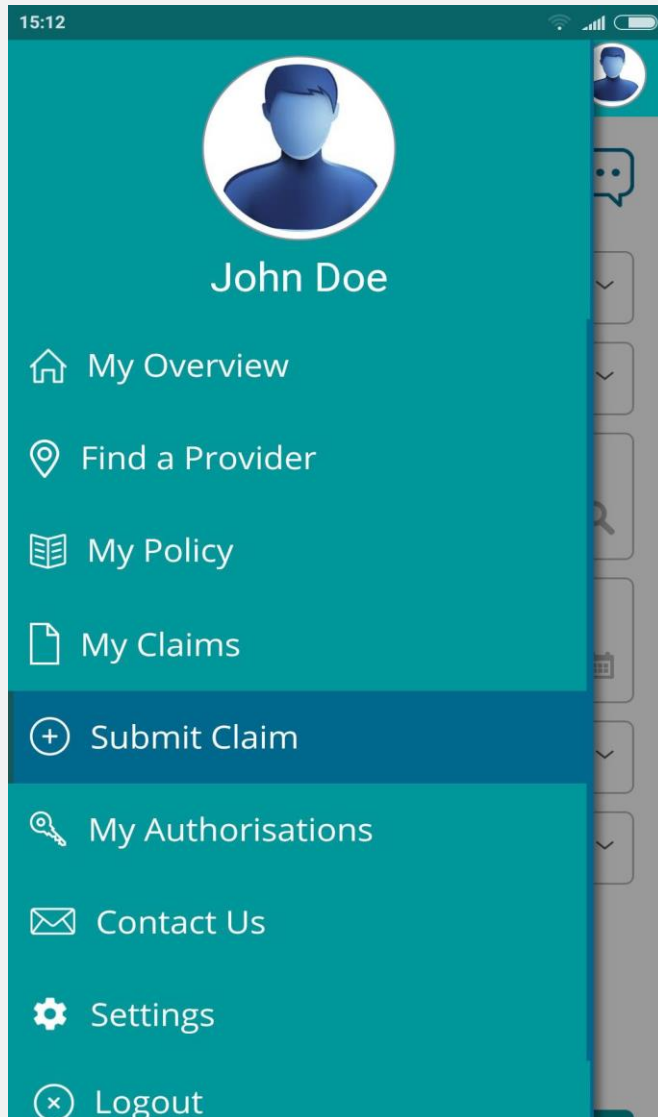 15:12
John Doe
My Overview
Find a Provider
My Policy
My Claims
Submit Claim
My Authorisations
Contact Us
Settings
Logout